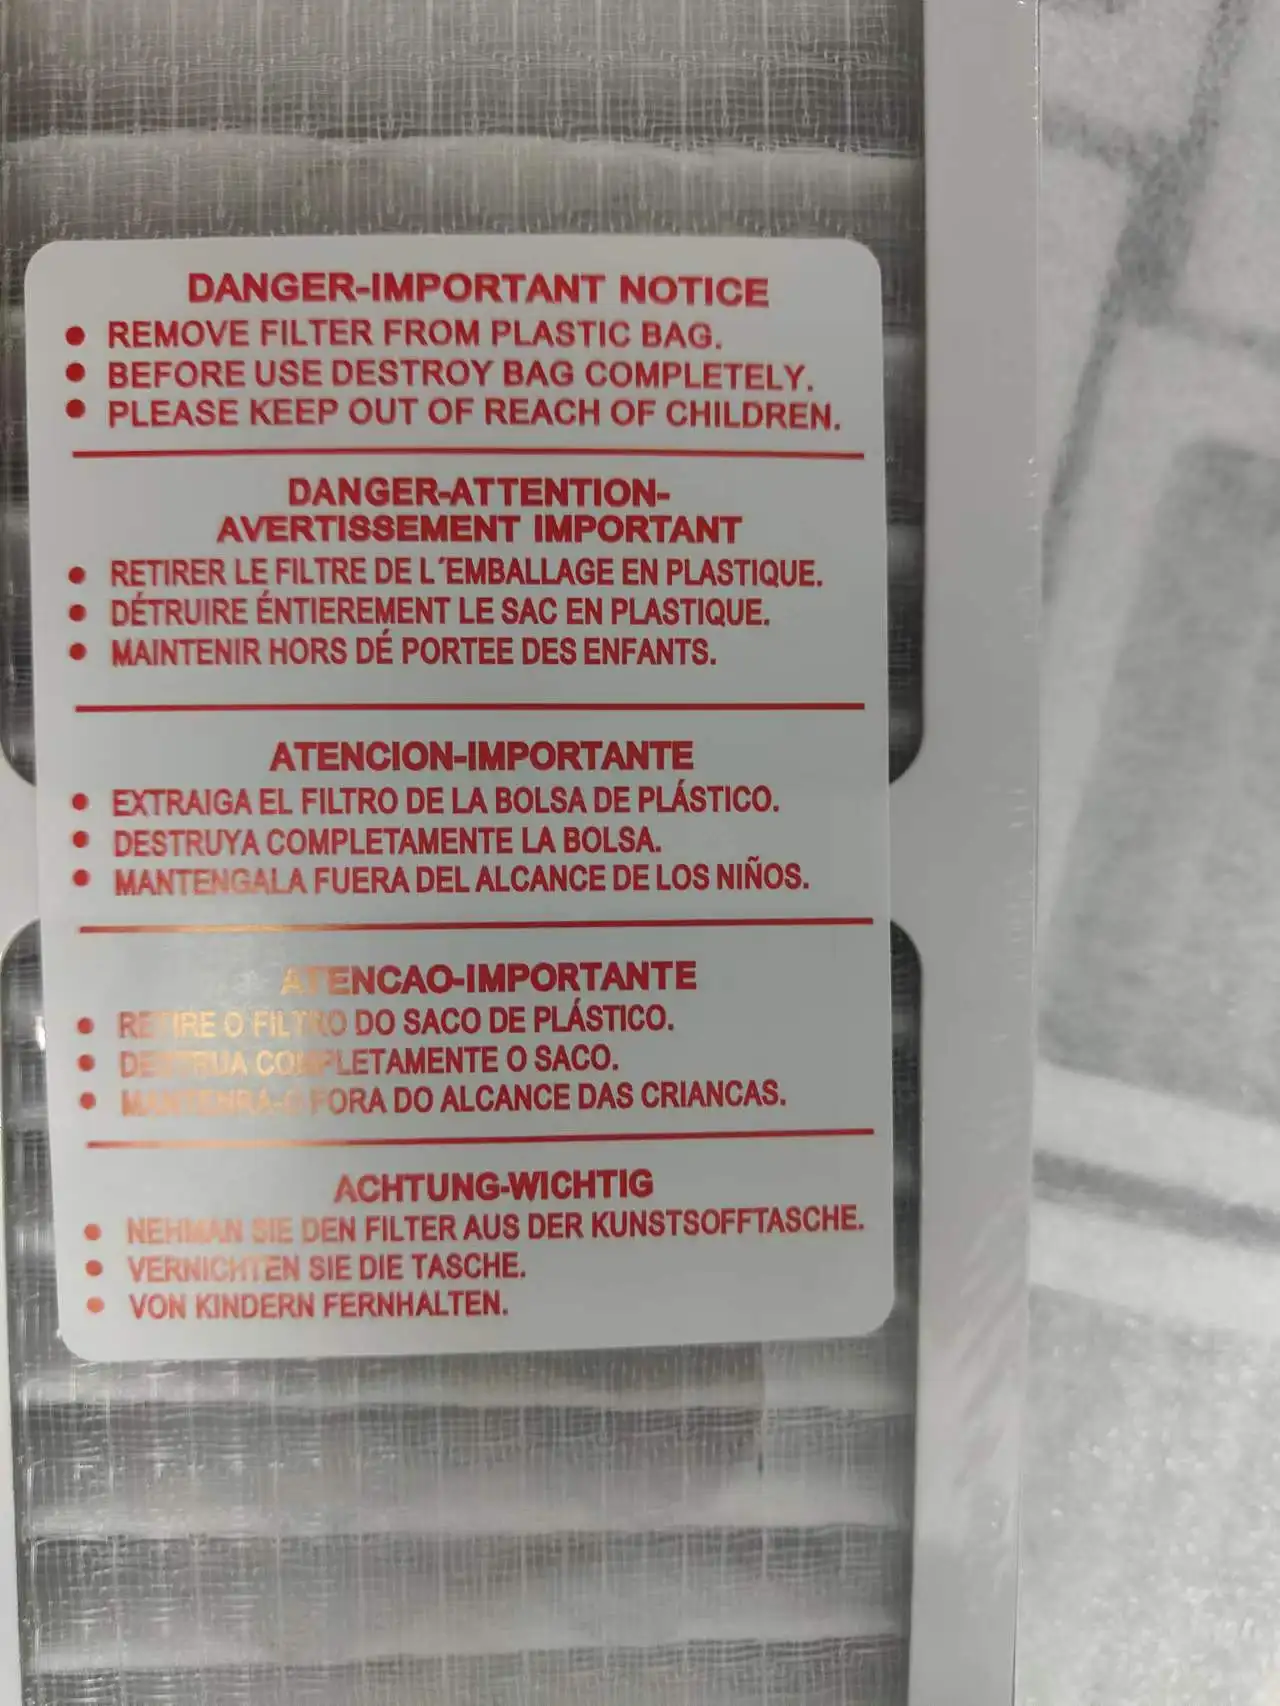 DANGER-IMPORTANT NOTICE
• REMOVE FILTER FROM PLASTIC BAG.
• BEFORE USE DESTROY BAG COMPLETELY.
• PLEASE KEEP OUT OF REACH OF CHILDREN.
DANGER-ATTENTION-
AVERTISSEMENT IMPORTANT
• RETIRER LE FILTRE DE L´EMBALLAGE EN PLASTIQUE.
• DÉTRUIRE ÉNTIEREMENT LE SAC EN PLASTIQUE.
• MAINTENIR HORS DÉ PORTEE DES ENFANTS.
ATENCION-IMPORTANTE
• EXTRAIGA EL FILTRO DE LA BOLSA DE PLÁSTICO.
• DESTRUYA COMPLETAMENTE LA BOLSA.
• MANTENGALA FUERA DEL ALCANCE DE LOS NIÑOS.
ATENCAO-IMPORTANTE
• RETIRE O FILTRO DO SACO DE PLÁSTICO.
• DESTRUA COMPLETAMENTE O SACO.
• MANTENHA-O FORA DO ALCANCE DAS CRIANCAS.
ACHTUNG-WICHTIG
• NEHMAN SIE DEN FILTER AUS DER KUNSTSOFFTASCHE.
• VERNICHTEN SIE DIE TASCHE.
• VON KINDERN FERNHALTEN.